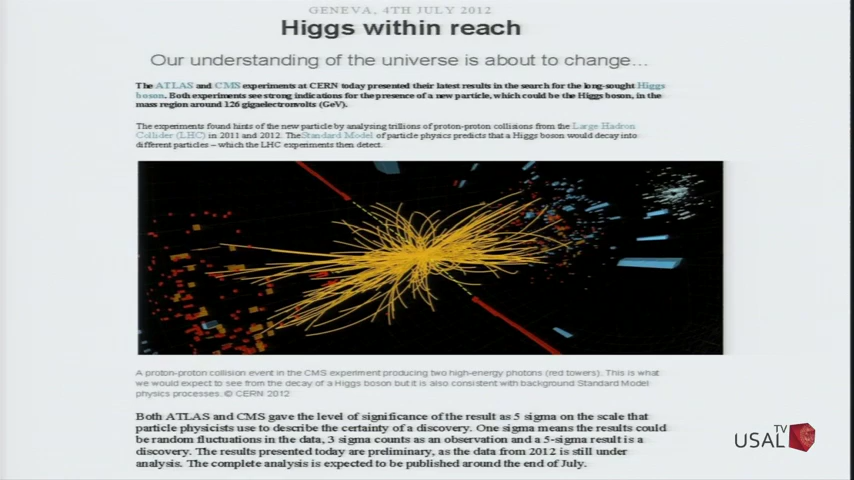 GENEVA, 4TH JULY 2012
Higgs within reach
Our understanding of the universe is about to change...
The ATLAS and CMS experiments at CERN today presented their latest results in the search for the long-sought Higgs
boson. Both experiments see strong indications for the presence of a new particle, which could be the Higgs boson, in the
mass region around 126 gigaelectronvolts (GeV).
The experiments found hints of the new particle by analysing trillions of proton-proton collisions from the Large Hadron
Collider (LHC) in 2011 and 2012. The Standard Model of particle physics predicts that a Higgs boson would decay into
different particles – which the LHC experiments then detect.
A proton-proton collision event in the CMS experiment producing two high-energy photons (red towers). This is what
we would expect to see from the decay of a Higgs boson but it is also consistent with background Standard Model
physics processes. © CERN 2012
Both ATLAS and CMS gave the level of significance of the result as 5 sigma on the scale that
particle physicists use to describe the certainty of a discovery. One sigma means the results could
be random fluctuations in the data, 3 sigma counts as an observation and a 5-sigma result is a
discovery. The results presented today are preliminary, as the data from 2012 is still under
analysis. The complete analysis is expected to be published around the end of July.
USAL TV